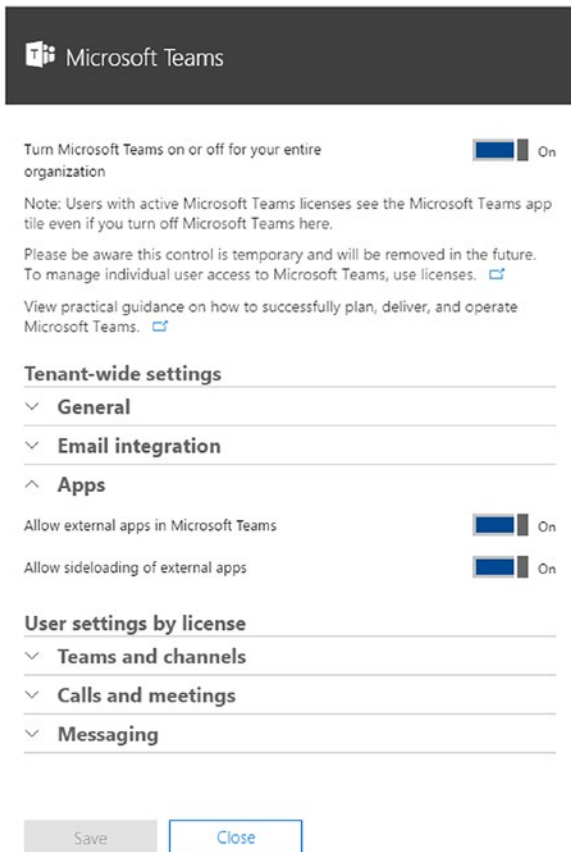 Microsoft Teams
Turn Microsoft Teams on or off for your entire
organization
On
Note: Users with active Microsoft Teams licenses see the Microsoft Teams app
tile even if you turn off Microsoft Teams here.
Please be aware this control is temporary and will be removed in the future.
To manage individual user access to Microsoft Teams, use licenses.
View practical guidance on how to successfully plan, deliver, and operate
Microsoft Teams.
Tenant-wide settings
General
Email integration
Apps
Allow external apps in Microsoft Teams On
Allow sideloading of external apps On
User settings by license
Teams and channels
Calls and meetings
Messaging
Save Close